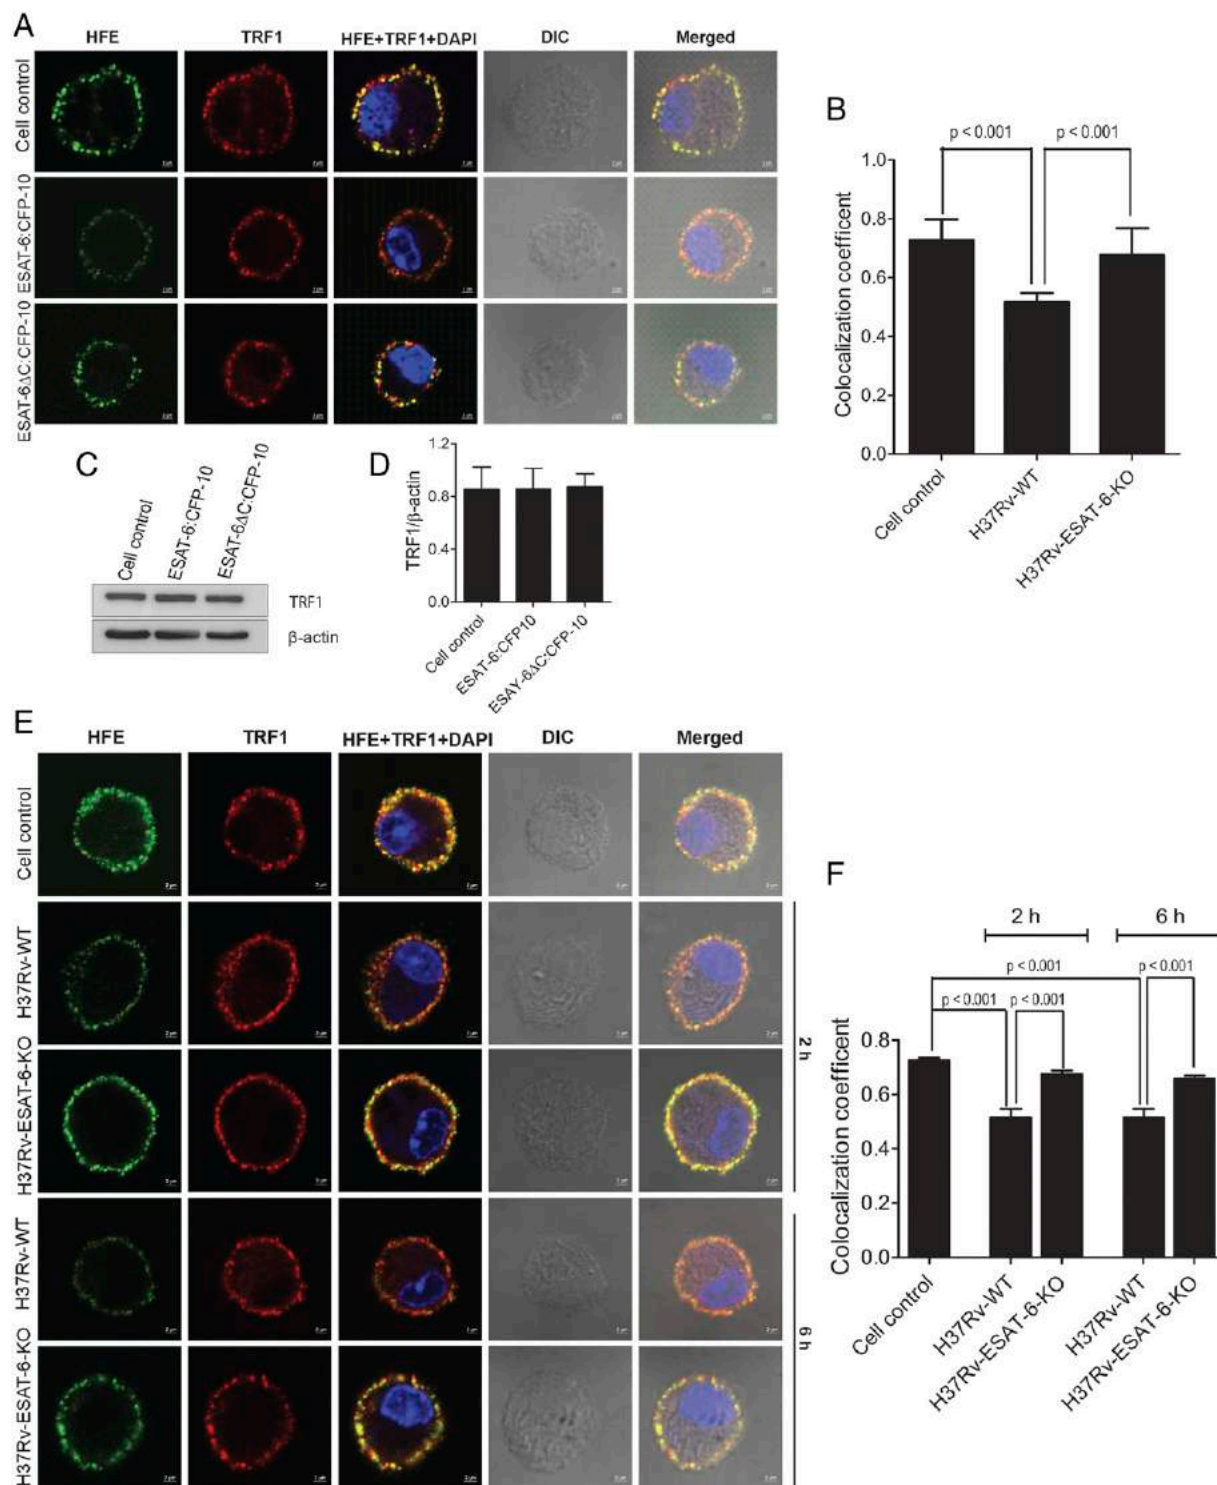 A
HFE TRF1 HFE+TRF1+DAPI DIC Merged
Cell control
ESAT-6:CFP-10
ESAT-6ΔC:CFP-10
B
p < 0.001 p < 0.001
Colocalization coefficent
1.0
0.8
0.6
0.4
0.2
0.0
Cell control
H37Rv-WT
H37Rv-ESAT-6-KO
C
Cell control
ESAT-6:CFP-10
ESAT-6ΔC:CFP-10
TRF1
β-actin
D
TRF1/β-actin
1.2
0.8
0.4
0.0
Cell control
ESAT-6:CFP10
ESAY-6ΔC:CFP-10
E
HFE TRF1 HFE+TRF1+DAPI DIC Merged
Cell control
H37Rv-WT
H37Rv-ESAT-6-KO
2 h
H37Rv-WT
H37Rv-ESAT-6-KO
6 h
F
2 h 6 h
p < 0.001 p < 0.001
p < 0.001 p < 0.001
Colocalization coefficent
0.8
0.6
0.4
0.2
0.0
Cell control
H37Rv-WT
H37Rv-ESAT-6-KO
H37Rv-WT
H37Rv-ESAT-6-KO